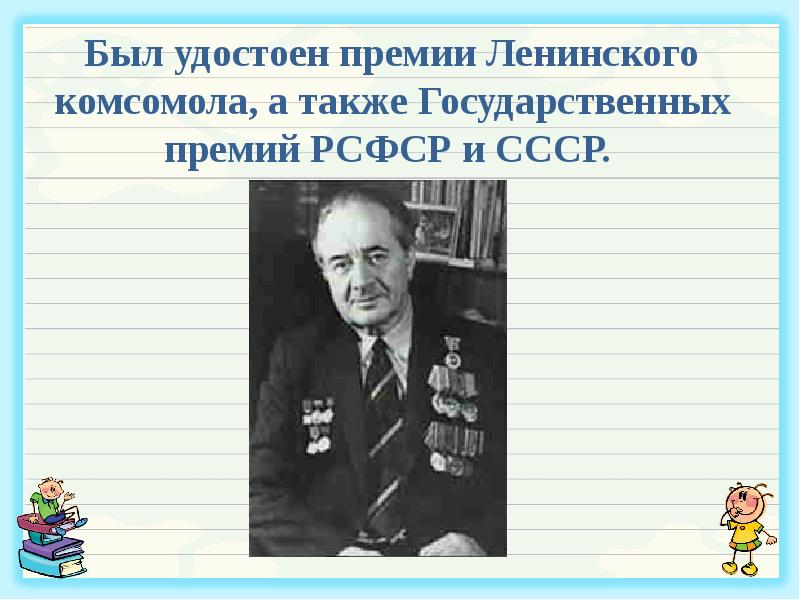 Был удостоен премии Ленинского
комсомола, а также Государственных
премий РСФСР и СССР.